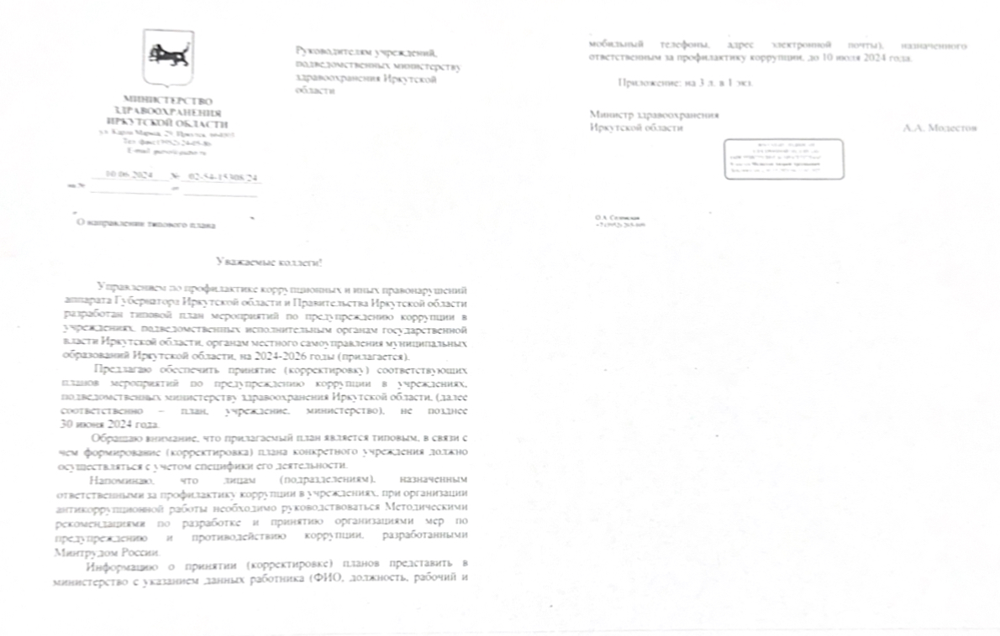 МИНИСТЕРСТВО
ЗДРАВООХРАНЕНИЯ
ИРКУТСКОЙ ОБЛАСТИ
ул. Карла Маркса, 29, Иркутск,
Тел./факс (3952)
E-mail:
10.06.2024 № 02-54-15308/24
на № от
О направлении типового плана
Руководителям учреждений,
подведомственных министерству
здравоохранения Иркутской
области
Уважаемые коллеги!
Управлением по профилактике коррупционных и иных правонарушений
аппарата Губернатора Иркутской области и Правительства Иркутской области
разработан типовой план мероприятий по предупреждению коррупции в
учреждениях, подведомственных исполнительным органам государственной
власти Иркутской области, органам местного самоуправления муниципальных
образований Иркутской области, на 2024-2026 годы (прилагается).
Предлагаю обеспечить принятие (корректировку) соответствующих
планов мероприятий по предупреждению коррупции в учреждениях,
подведомственных министерству здравоохранения Иркутской области, (далее
соответственно – план, учреждение, министерство), не позднее
30 июня 2024 года.
Обращаю внимание, что прилагаемый план является типовым, в связи с
чем формирование (корректировка) плана конкретного учреждения должно
осуществляться с учетом специфики его деятельности.
Напоминаю, что лицам (подразделениям), назначенным
ответственными за профилактику коррупции в учреждениях, при организации
антикоррупционной работы необходимо руководствоваться Методическими
рекомендациями по разработке и принятию организациями мер по
предупреждению и противодействию коррупции, разработанными
Минтрудом России.
Информацию о принятии (корректировке) планов представить в
министерство с указанием данных работника (ФИО, должность, рабочий и
мобильный телефоны, адрес электронной почты), назначенного
ответственным за профилактику коррупции, до 10 июля 2024 года.
Приложение: на 3 л. в 1 экз.
Министр здравоохранения
Иркутской области А.А. Модестов
О.А.
+7 (3952)